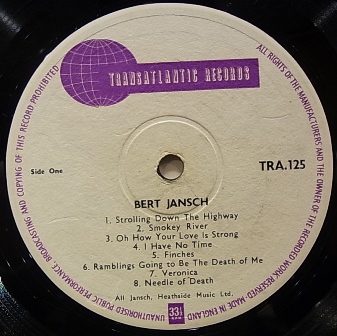 TRANSATLANTIC RECORDS
ALL RIGHTS OF THE MANUFACTURERS AND THE OWNER OF THE RECORDED WORK RESERVED-MADE IN ENGLAND-
UNAUTHORISED PUBLIC PERFORMANCE, BROADCASTING AND COPYING OF THIS RECORD PROHIBITED
Side One
TRA.125
BERT JANSCH
1. Strolling Down The Highway
2. Smokey River
3. Oh How Your Love Is Strong
4. I Have No Time
5. Finches
6. Ramblings Going to Be The Death of Me
7. Veronica
8. Needle of Death
All Jansch, Heathside Music Ltd.
33⅓